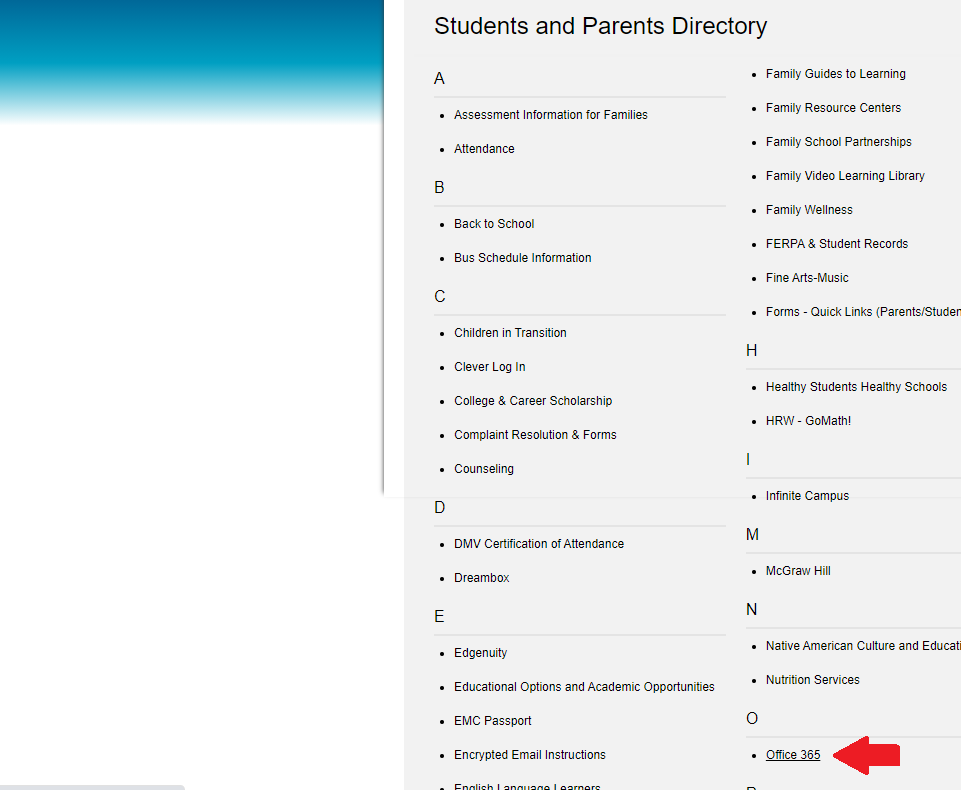 Students and Parents Directory
A
Assessment Information for Families
Attendance
B
Back to School
Bus Schedule Information
C
Children in Transition
Clever Log In
College & Career Scholarship
Complaint Resolution & Forms
Counseling
D
DMV Certification of Attendance
Dreambox
E
Edgenuity
Educational Options and Academic Opportunities
EMC Passport
Encrypted Email Instructions
English Language Learners
Family Guides to Learning
Family Resource Centers
Family School Partnerships
Family Video Learning Library
Family Wellness
FERPA & Student Records
Fine Arts-Music
Forms - Quick Links (Parents/Studen
H
Healthy Students Healthy Schools
HRW - GoMath!
I
Infinite Campus
M
McGraw Hill
N
Native American Culture and Educati
Nutrition Services
O
Office 365